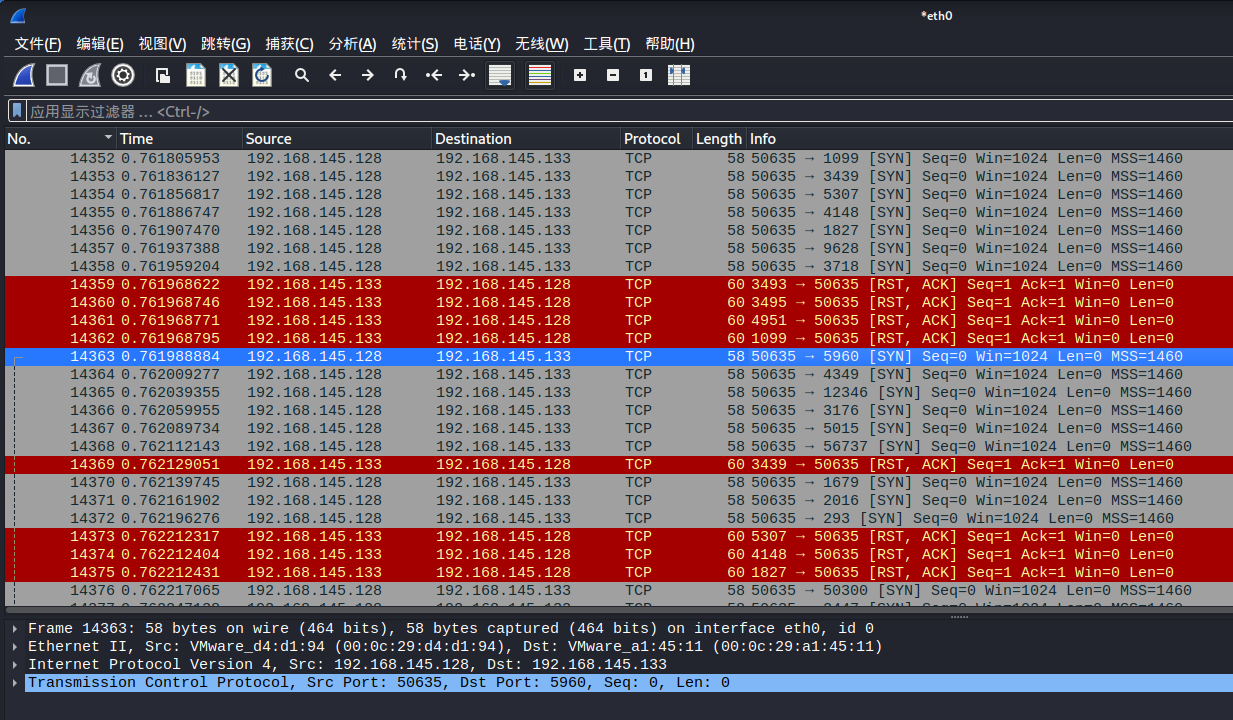 *eth0
文件(F) 编辑(E) 视图(V) 跳转(G) 捕获(C) 分析(A) 统计(S) 电话(Y) 无线(W) 工具(T) 帮助(H)
应用显示过滤器 … <Ctrl-/>
No. Time Source Destination Protocol Length Info
14352 0.761805953 192.168.145.128 192.168.145.133 TCP 58 50635 → 1099 [SYN] Seq=0 Win=1024 Len=0 MSS=1460
14353 0.761836127 192.168.145.128 192.168.145.133 TCP 58 50635 → 3439 [SYN] Seq=0 Win=1024 Len=0 MSS=1460
14354 0.761856817 192.168.145.128 192.168.145.133 TCP 58 50635 → 5307 [SYN] Seq=0 Win=1024 Len=0 MSS=1460
14355 0.761886747 192.168.145.128 192.168.145.133 TCP 58 50635 → 4148 [SYN] Seq=0 Win=1024 Len=0 MSS=1460
14356 0.761907470 192.168.145.128 192.168.145.133 TCP 58 50635 → 1827 [SYN] Seq=0 Win=1024 Len=0 MSS=1460
14357 0.761937388 192.168.145.128 192.168.145.133 TCP 58 50635 → 9628 [SYN] Seq=0 Win=1024 Len=0 MSS=1460
14358 0.761959204 192.168.145.128 192.168.145.133 TCP 58 50635 → 3718 [SYN] Seq=0 Win=1024 Len=0 MSS=1460
14359 0.761968622 192.168.145.133 192.168.145.128 TCP 60 3493 → 50635 [RST, ACK] Seq=1 Ack=1 Win=0 Len=0
14360 0.761968746 192.168.145.133 192.168.145.128 TCP 60 3495 → 50635 [RST, ACK] Seq=1 Ack=1 Win=0 Len=0
14361 0.761968771 192.168.145.133 192.168.145.128 TCP 60 4951 → 50635 [RST, ACK] Seq=1 Ack=1 Win=0 Len=0
14362 0.761968795 192.168.145.133 192.168.145.128 TCP 60 1099 → 50635 [RST, ACK] Seq=1 Ack=1 Win=0 Len=0
14363 0.761988884 192.168.145.128 192.168.145.133 TCP 58 50635 → 5960 [SYN] Seq=0 Win=1024 Len=0 MSS=1460
14364 0.762009277 192.168.145.128 192.168.145.133 TCP 58 50635 → 4349 [SYN] Seq=0 Win=1024 Len=0 MSS=1460
14365 0.762039355 192.168.145.128 192.168.145.133 TCP 58 50635 → 12346 [SYN] Seq=0 Win=1024 Len=0 MSS=1460
14366 0.762059955 192.168.145.128 192.168.145.133 TCP 58 50635 → 3176 [SYN] Seq=0 Win=1024 Len=0 MSS=1460
14367 0.762089734 192.168.145.128 192.168.145.133 TCP 58 50635 → 5015 [SYN] Seq=0 Win=1024 Len=0 MSS=1460
14368 0.762112143 192.168.145.128 192.168.145.133 TCP 58 50635 → 56737 [SYN] Seq=0 Win=1024 Len=0 MSS=1460
14369 0.762129051 192.168.145.133 192.168.145.128 TCP 60 3439 → 50635 [RST, ACK] Seq=1 Ack=1 Win=0 Len=0
14370 0.762139745 192.168.145.128 192.168.145.133 TCP 58 50635 → 1679 [SYN] Seq=0 Win=1024 Len=0 MSS=1460
14371 0.762161902 192.168.145.128 192.168.145.133 TCP 58 50635 → 2016 [SYN] Seq=0 Win=1024 Len=0 MSS=1460
14372 0.762196276 192.168.145.128 192.168.145.133 TCP 58 50635 → 293 [SYN] Seq=0 Win=1024 Len=0 MSS=1460
14373 0.762212317 192.168.145.133 192.168.145.128 TCP 60 5307 → 50635 [RST, ACK] Seq=1 Ack=1 Win=0 Len=0
14374 0.762212404 192.168.145.133 192.168.145.128 TCP 60 4148 → 50635 [RST, ACK] Seq=1 Ack=1 Win=0 Len=0
14375 0.762212431 192.168.145.133 192.168.145.128 TCP 60 1827 → 50635 [RST, ACK] Seq=1 Ack=1 Win=0 Len=0
14376 0.762217065 192.168.145.128 192.168.145.133 TCP 58 50635 → 50300 [SYN] Seq=0 Win=1024 Len=0 MSS=1460
Frame 14363: 58 bytes on wire (464 bits), 58 bytes captured (464 bits) on interface eth0, id 0
Ethernet II, Src: VMware_d4:d1:94 (00:0c:29:d4:d1:94), Dst: VMware_a1:45:11 (00:0c:29:a1:45:11)
Internet Protocol Version 4, Src: 192.168.145.128, Dst: 192.168.145.133
Transmission Control Protocol, Src Port: 50635, Dst Port: 5960, Seq: 0, Len: 0